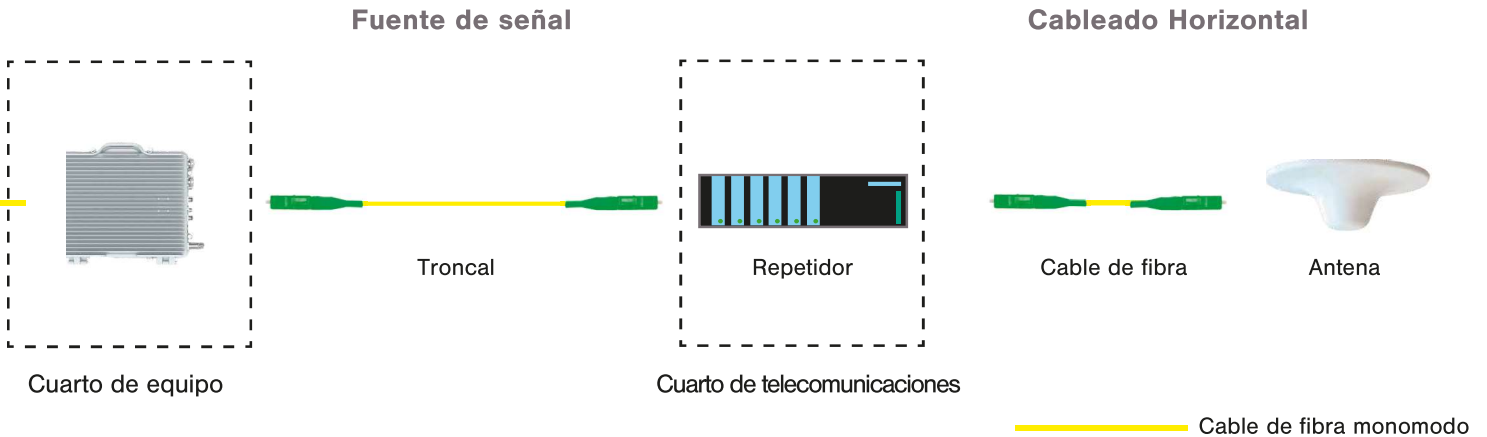 Fuente de señal
Cableado Horizontal
Troncal
Repetidor
Cable de fibra
Antena
Cuarto de equipo
Cuarto de telecomunicaciones
Cable de fibra monomodo